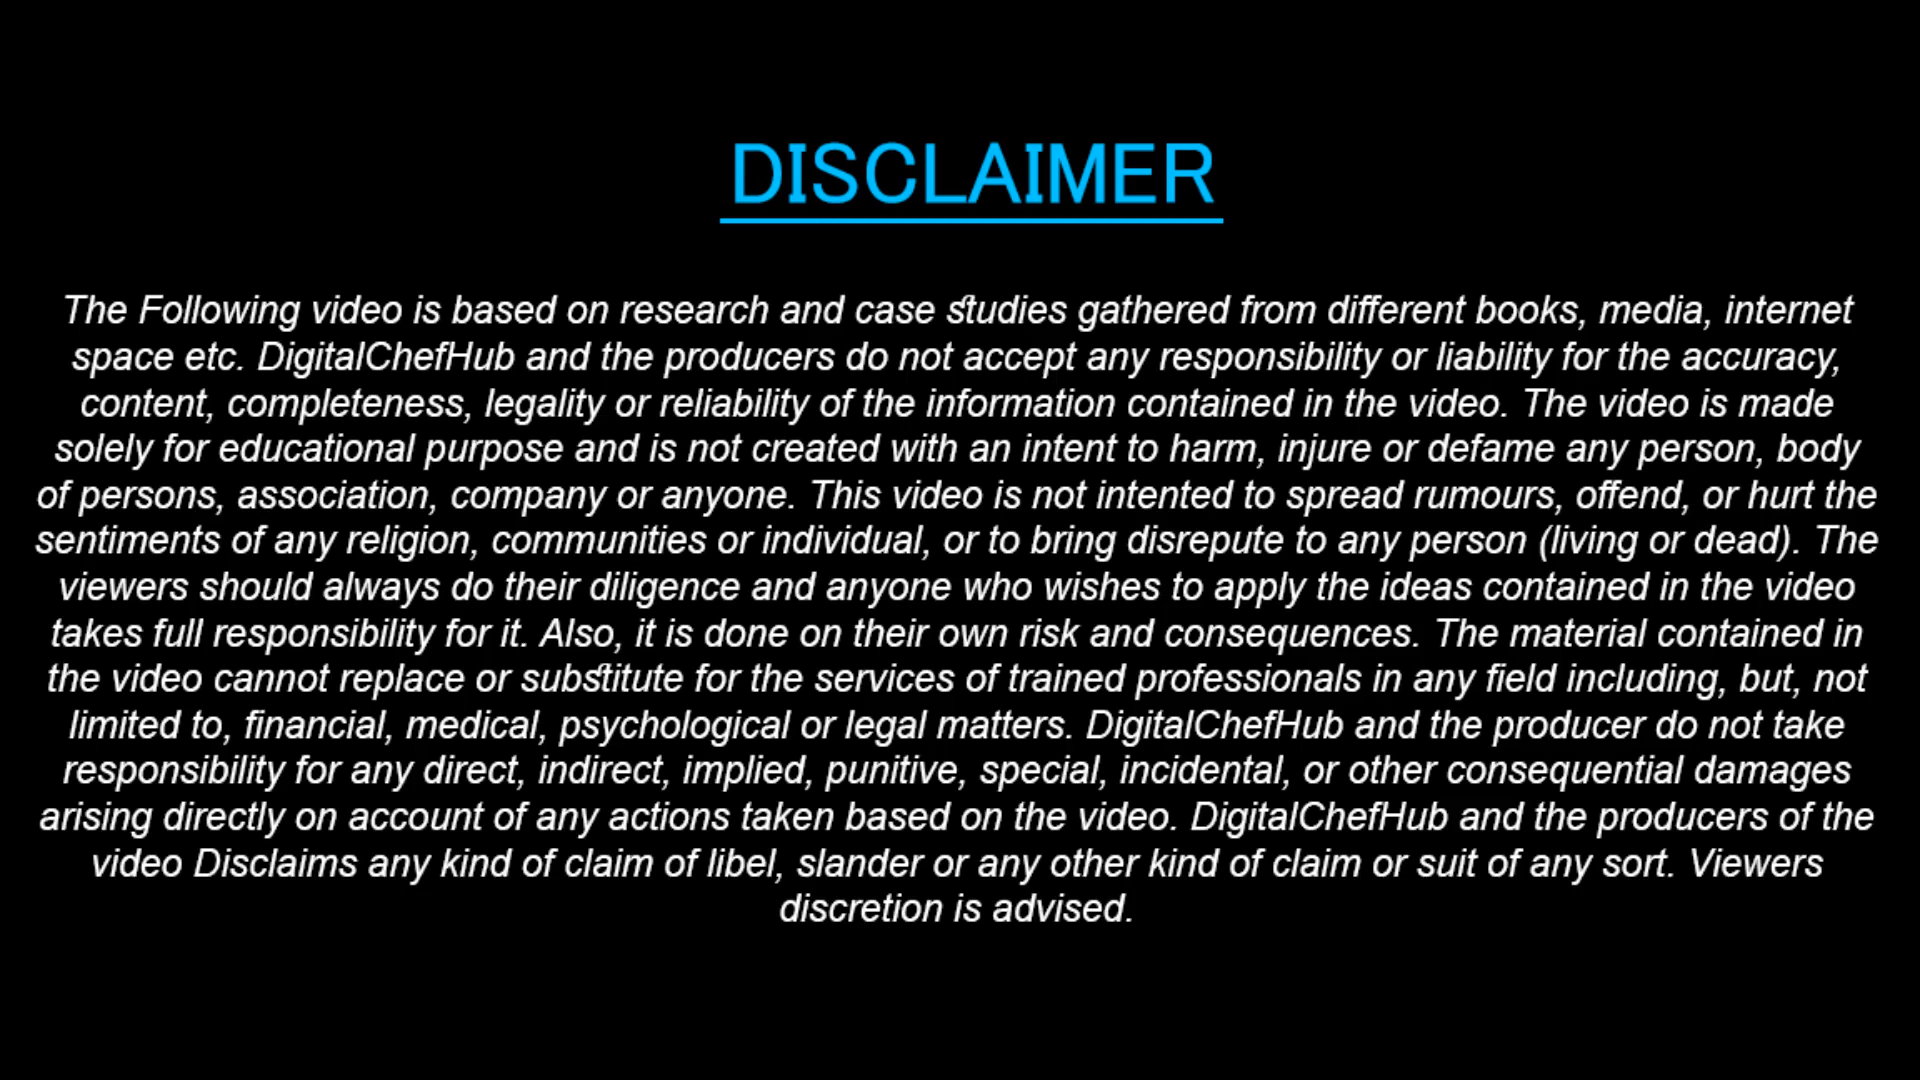 DISCLAIMER
The Following video is based on research and case studies gathered from different books, media, internet
space etc. DigitalChefHub and the producers do not accept any responsibility or liability for the accuracy,
content, completeness, legality or reliability of the information contained in the video. The video is made
solely for educational purpose and is not created with an intent to harm, injure or defame any person, body
of persons, association, company or anyone. This video is not intented to spread rumours, offend, or hurt the
sentiments of any religion, communities or individual, or to bring disrepute to any person (living or dead). The
viewers should always do their diligence and anyone who wishes to apply the ideas contained in the video
takes full responsibility for it. Also, it is done on their own risk and consequences. The material contained in
the video cannot replace or substitute for the services of trained professionals in any field including, but, not
limited to, financial, medical, psychological or legal matters. DigitalChefHub and the producer do not take
responsibility for any direct, indirect, implied, punitive, special, incidental, or other consequential damages
arising directly on account of any actions taken based on the video. DigitalChefHub and the producers of the
video Disclaims any kind of claim of libel, slander or any other kind of claim or suit of any sort. Viewers
discretion is advised.